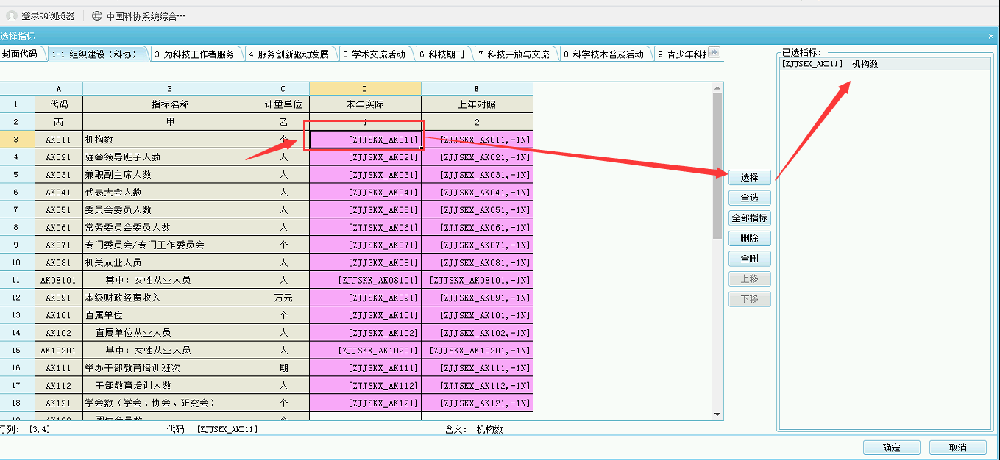 登录QQ浏览器 中国科协系统综合…
选择指标 ×
封面代码 1-1 组织建设（科协） 3 为科技工作者服务 4 服务创新驱动发展 5 学术交流活动 6 科技期刊 7 科技开放与交流 8 科学技术普及活动 9 青少年科
已选指标：
[ZJJSKX_AK011] 机构数
A B C D E
1 代码 指标名称 计量单位 本年实际 上年对照
2 丙 甲 乙 1 2
3 AK011 机构数 个 [ZJJSKX_AK011] [ZJJSKX_AK011,-1N]
4 AK021 驻会领导班子人数 人 [ZJJSKX_AK021] [ZJJSKX_AK021,-1N]
5 AK031 兼职副主席人数 人 [ZJJSKX_AK031] [ZJJSKX_AK031,-1N]
6 AK041 代表大会人数 人 [ZJJSKX_AK041] [ZJJSKX_AK041,-1N]
7 AK051 委员会委员人数 人 [ZJJSKX_AK051] [ZJJSKX_AK051,-1N]
8 AK061 常务委员会委员人数 人 [ZJJSKX_AK061] [ZJJSKX_AK061,-1N]
9 AK071 专门委员会/专门工作委员会 个 [ZJJSKX_AK071] [ZJJSKX_AK071,-1N]
10 AK081 机关从业人员 人 [ZJJSKX_AK081] [ZJJSKX_AK081,-1N]
11 AK08101 其中：女性从业人员 人 [ZJJSKX_AK08101] [ZJJSKX_AK08101,-1N]
12 AK091 本级财政经费收入 万元 [ZJJSKX_AK091] [ZJJSKX_AK091,-1N]
13 AK101 直属单位 个 [ZJJSKX_AK101] [ZJJSKX_AK101,-1N]
14 AK102 直属单位从业人员 人 [ZJJSKX_AK102] [ZJJSKX_AK102,-1N]
15 AK10201 其中：女性从业人员 人 [ZJJSKX_AK10201] [ZJJSKX_AK10201,-1N]
16 AK111 举办干部教育培训班次 期 [ZJJSKX_AK111] [ZJJSKX_AK111,-1N]
17 AK112 干部教育培训人数 人 [ZJJSKX_AK112] [ZJJSKX_AK112,-1N]
18 AK121 学会数（学会、协会、研究会） 个 [ZJJSKX_AK121] [ZJJSKX_AK121,-1N]
选择
全选
全部指标
删除
全删
上移
下移
行列： [3,4] 代码 [ZJJSKX_AK011] 含义： 机构数
确定 取消